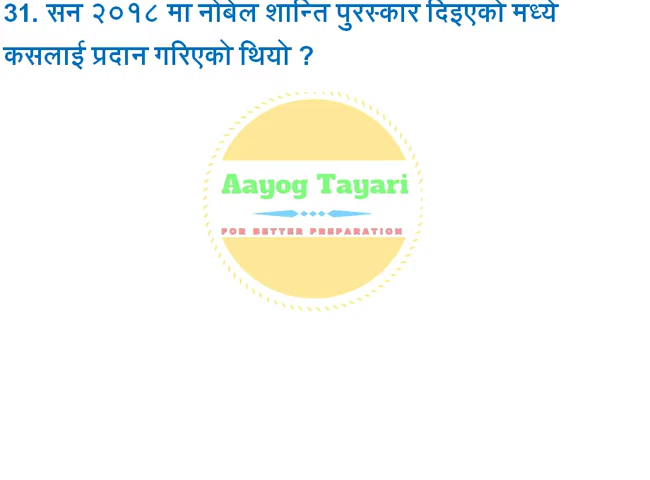 31. सन २०१८ मा नोबेल शान्ति पुरस्कार दिइएको मध्ये
कसलाई प्रदान गरिएको थियो ?
Aayog Tayari
FOR BETTER PREPARATION